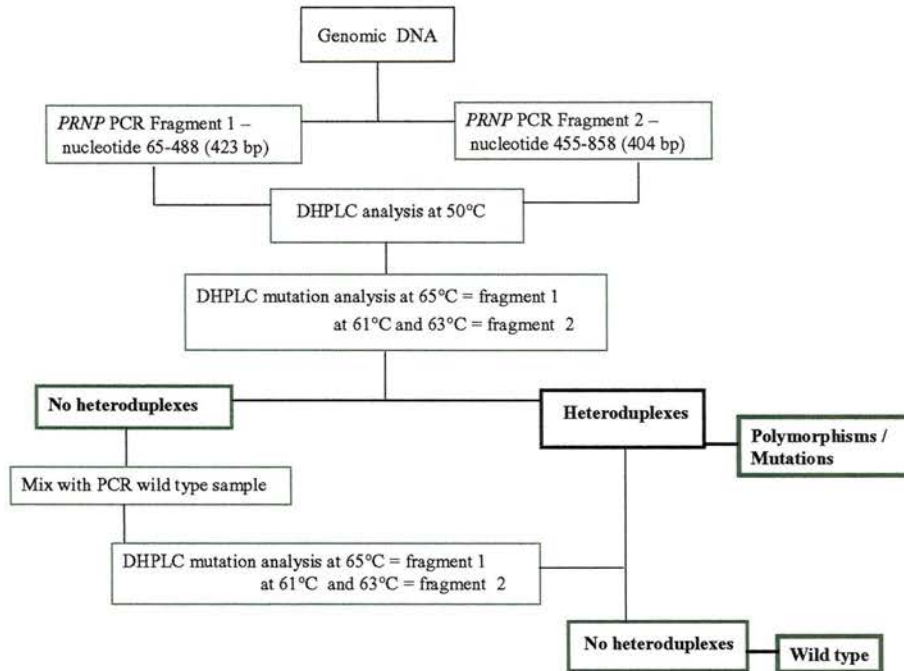 Genomic DNA
PRNP PCR Fragment 1 –
nucleotide 65-488 (423 bp)
PRNP PCR Fragment 2 –
nucleotide 455-858 (404 bp)
DHPLC analysis at 50°C
DHPLC mutation analysis at 65°C = fragment 1
at 61°C and 63°C = fragment 2
No heteroduplexes
Heteroduplexes
Polymorphisms /
Mutations
Mix with PCR wild type sample
DHPLC mutation analysis at 65°C = fragment 1
at 61°C and 63°C = fragment 2
No heteroduplexes
Wild type